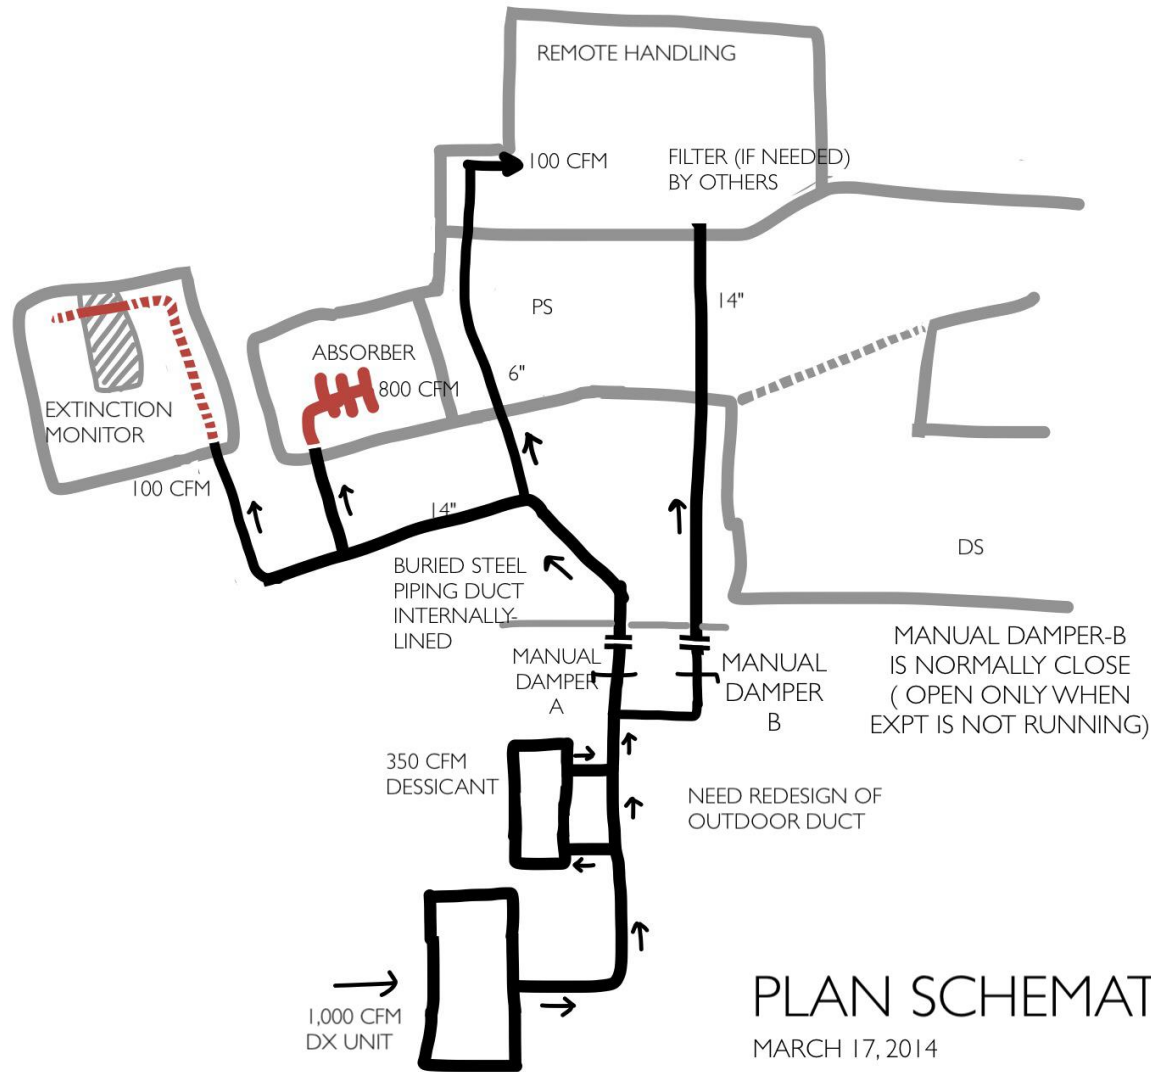 REMOTE HANDLING
100 CFM
FILTER (IF NEEDED)
BY OTHERS
14"
PS
ABSORBER
6"
800 CFM
EXTINCTION
MONITOR
100 CFM
14"
BURIED STEEL
PIPING DUCT
INTERNALLY-
LINED
DS
MANUAL
DAMPER
A
MANUAL
DAMPER
B
MANUAL DAMPER-B
IS NORMALLY CLOSE
( OPEN ONLY WHEN
EXPT IS NOT RUNNING)
350 CFM
DESSICANT
NEED REDESIGN OF
OUTDOOR DUCT
1,000 CFM
DX UNIT
PLAN SCHEMAT
MARCH 17, 2014